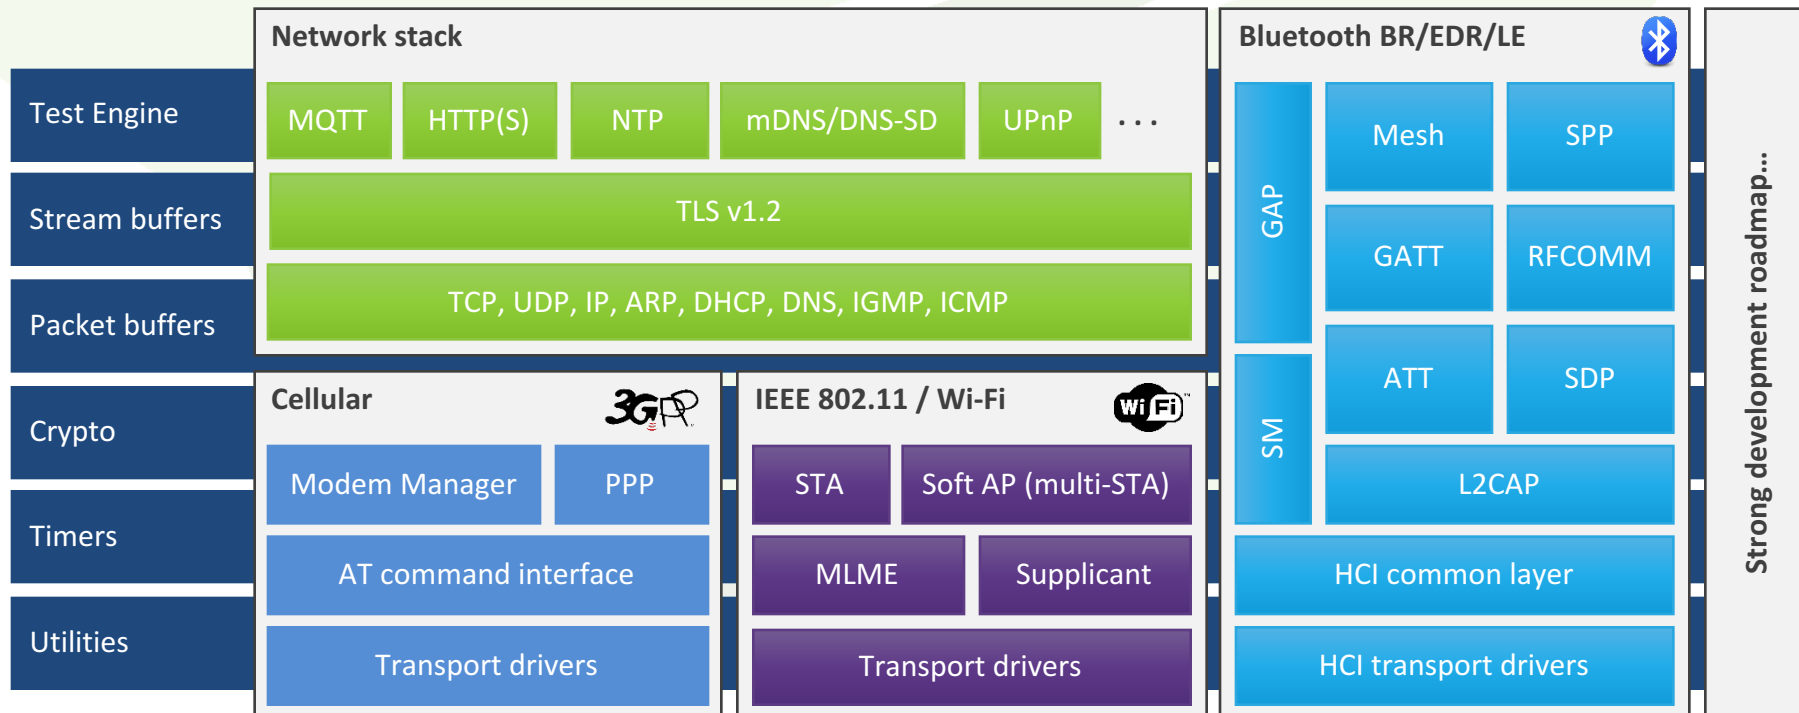 Network stack
Bluetooth BR/EDR/LE
Test Engine
Stream buffers
Packet buffers
Crypto
Timers
Utilities
MQTT
HTTP(S)
NTP
mDNS/DNS-SD
UPnP
...
TLS v1.2
TCP, UDP, IP, ARP, DHCP, DNS, IGMP, ICMP
Cellular
3GPP
Modem Manager
PPP
AT command interface
Transport drivers
IEEE 802.11 / Wi-Fi
Wi Fi
STA
Soft AP (multi-STA)
MLME
Supplicant
Transport drivers
GAP
SM
Mesh
SPP
GATT
RFCOMM
ATT
SDP
L2CAP
HCI common layer
HCI transport drivers
Strong development roadmap...